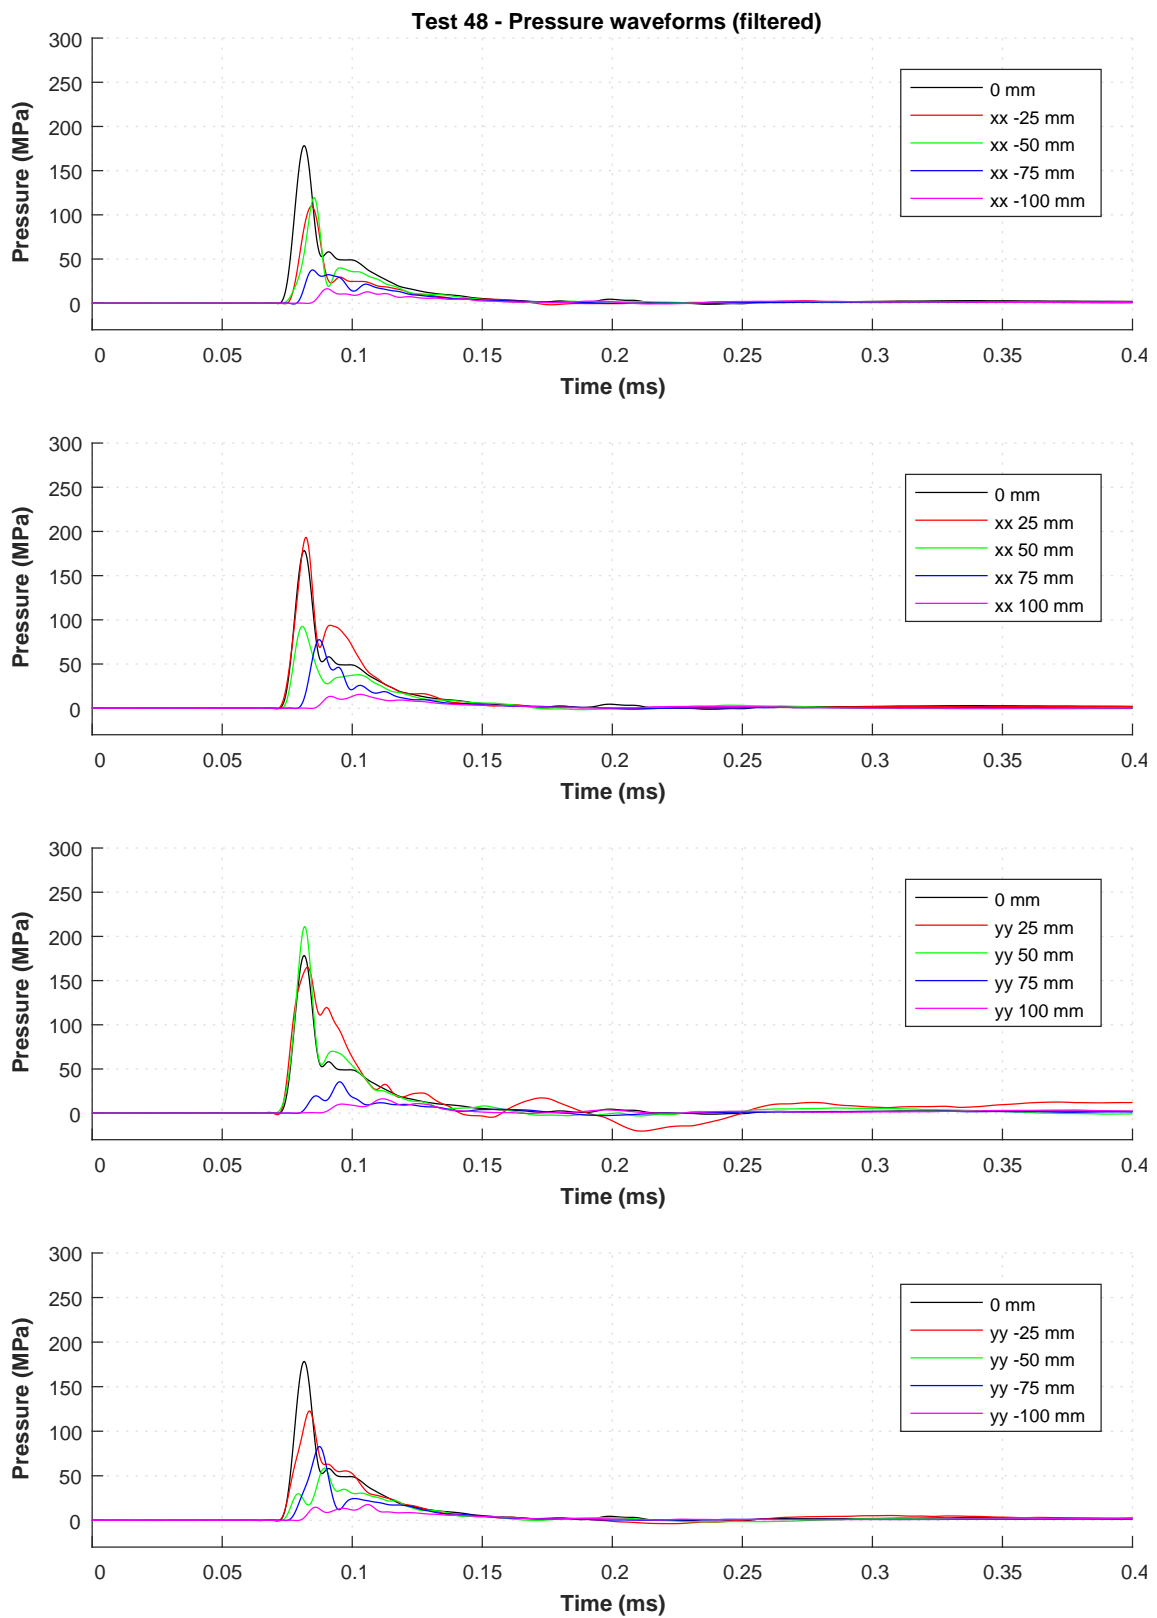 Test 48 - Pressure waveforms (filtered)
300
250
200
150
100
50
0
Pressure (MPa)
0 mm
xx -25 mm
xx -50 mm
xx -75 mm
xx -100 mm
0 0.05 0.1 0.15 0.2 0.25 0.3 0.35 0.4
Time (ms)
300
250
200
150
100
50
0
Pressure (MPa)
0 mm
xx 25 mm
xx 50 mm
xx 75 mm
xx 100 mm
0 0.05 0.1 0.15 0.2 0.25 0.3 0.35 0.4
Time (ms)
300
250
200
150
100
50
0
Pressure (MPa)
0 mm
yy 25 mm
yy 50 mm
yy 75 mm
yy 100 mm
0 0.05 0.1 0.15 0.2 0.25 0.3 0.35 0.4
Time (ms)
300
250
200
150
100
50
0
Pressure (MPa)
0 mm
yy -25 mm
yy -50 mm
yy -75 mm
yy -100 mm
0 0.05 0.1 0.15 0.2 0.25 0.3 0.35 0.4
Time (ms)